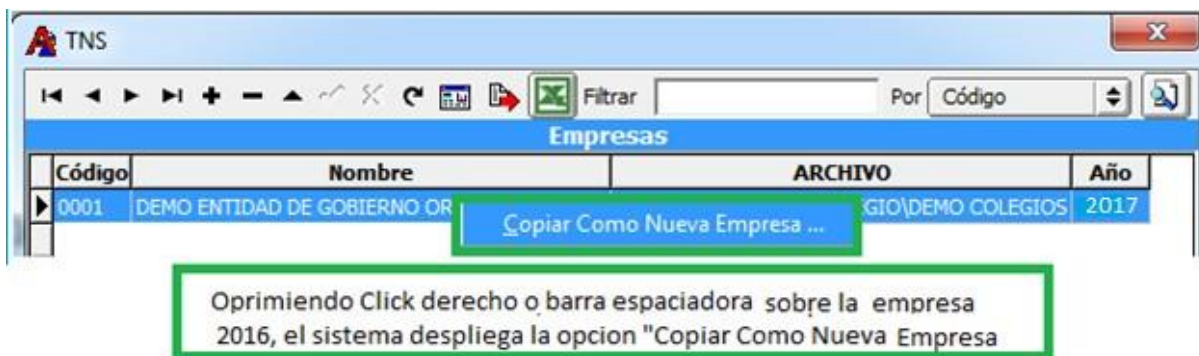 TNS
Filtrar Por Código
Empresas
Código Nombre ARCHIVO Año
0001 DEMO ENTIDAD DE GOBIERNO OR GIO\DEMO COLEGIOS 2017
Copiar Como Nueva Empresa ...
Oprimiendo Click derecho o barra espaciadora sobre la empresa
2016, el sistema despliega la opcion "Copiar Como Nueva Empresa